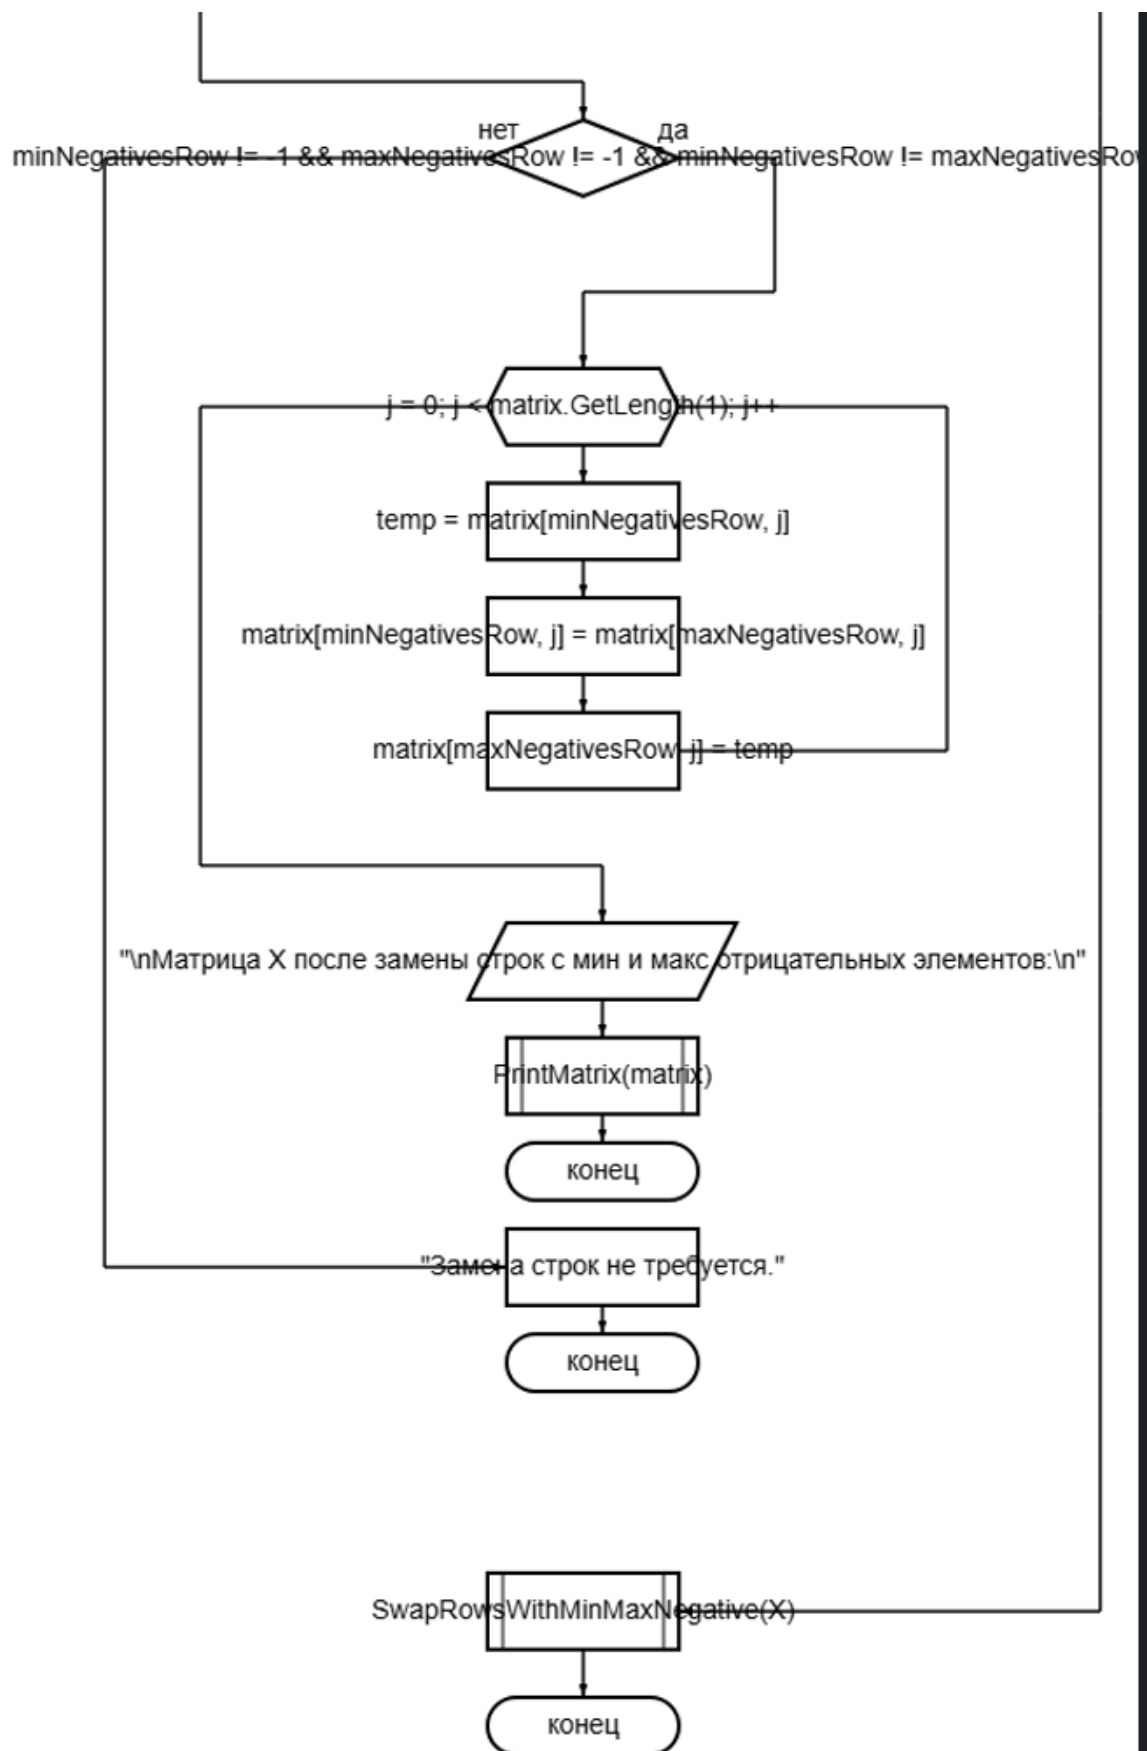 нет
да
minNegativesRow != -1 && maxNegativesRow != -1 && minNegativesRow != maxNegativesRow
j = 0; j < matrix.GetLength(1); j++
temp = matrix[minNegativesRow, j]
matrix[minNegativesRow, j] = matrix[maxNegativesRow, j]
matrix[maxNegativesRow, j] = temp
"\nМатрица X после замены строк с мин и макс отрицательных элементов:\n"
PrintMatrix(matrix)
конец
"Замена строк не требуется."
конец
SwapRowsWithMinMaxNegative(X)
конец